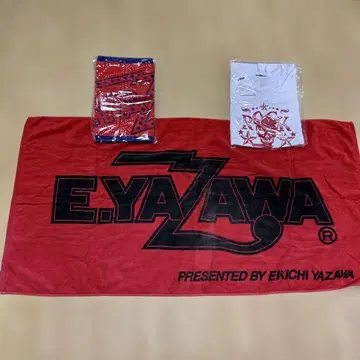 E.YAZAWA
®
PRESENTED BY EIKICHI YAZAWA